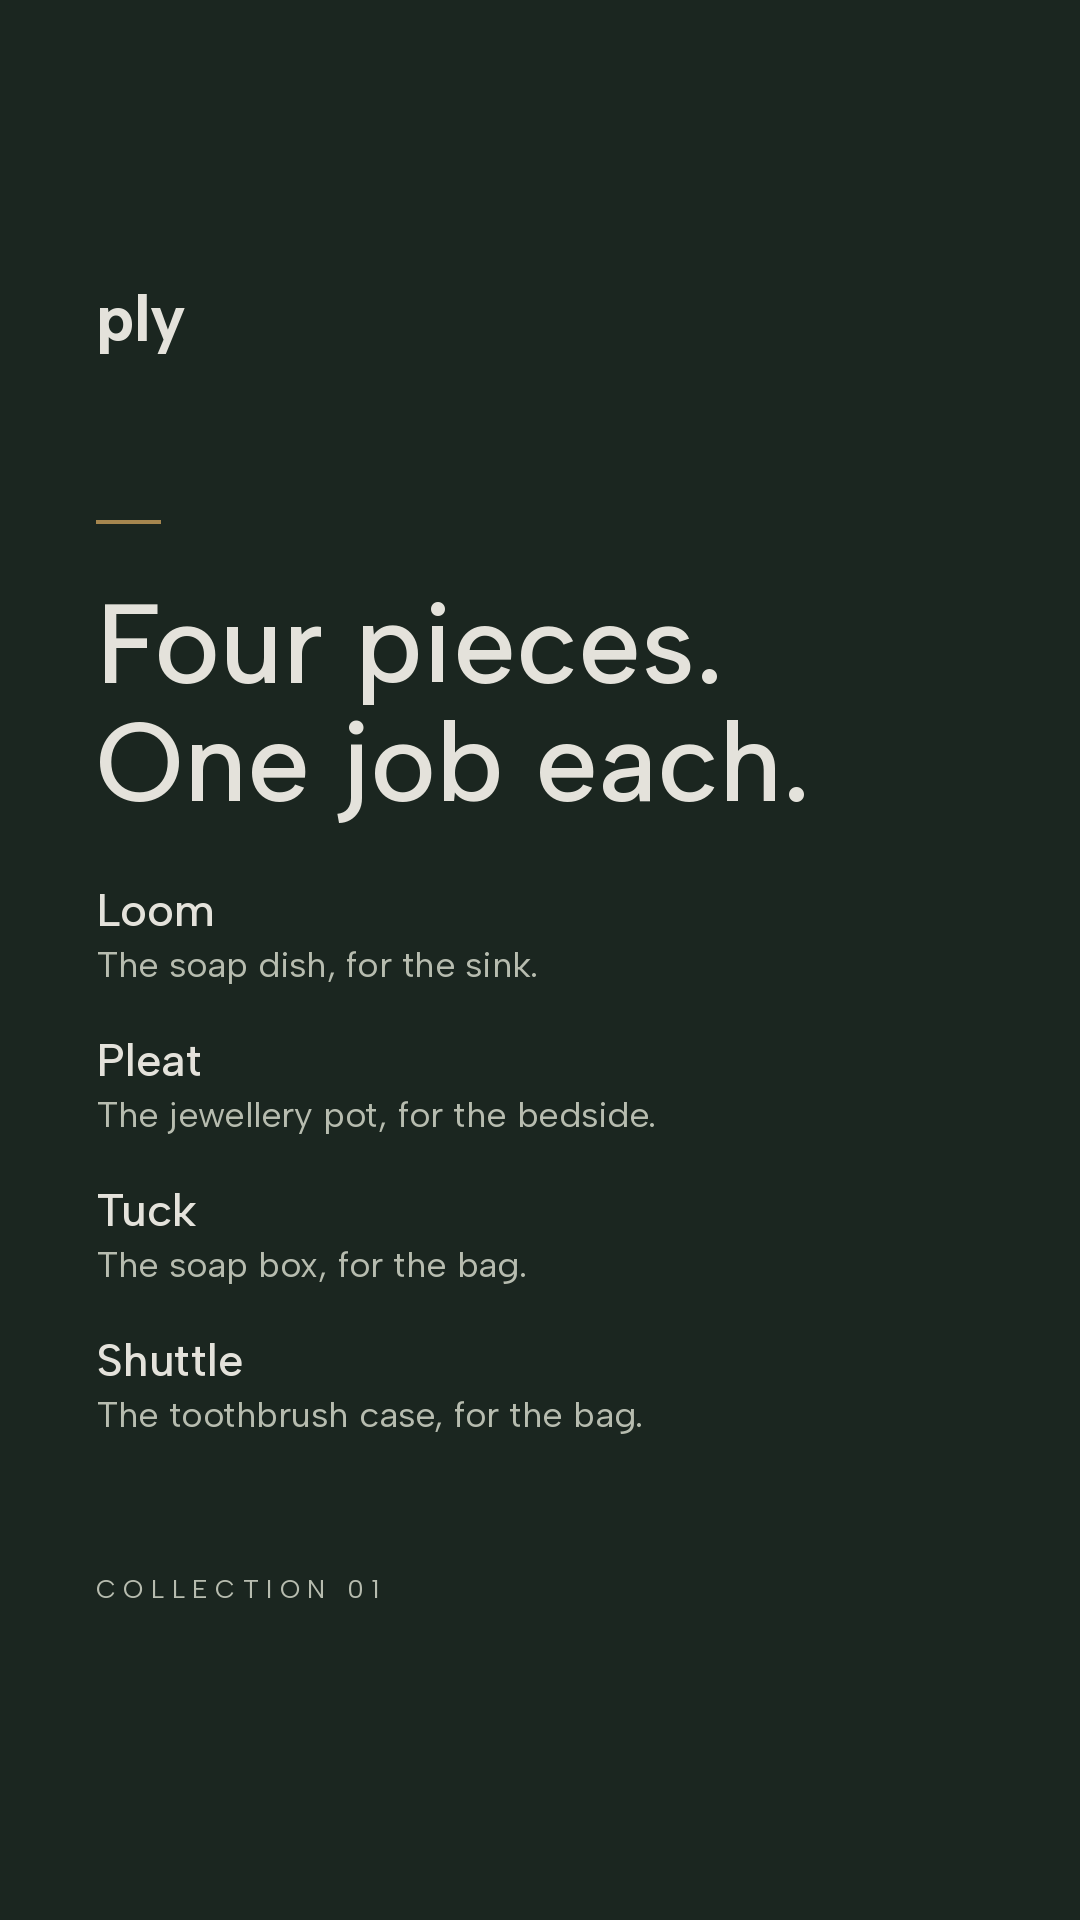 ply
Four pieces.
One job each.
Loom
The soap dish, for the sink.
Pleat
The jewellery pot, for the bedside.
Tuck
The soap box, for the bag.
Shuttle
The toothbrush case, for the bag.
COLLECTION 01